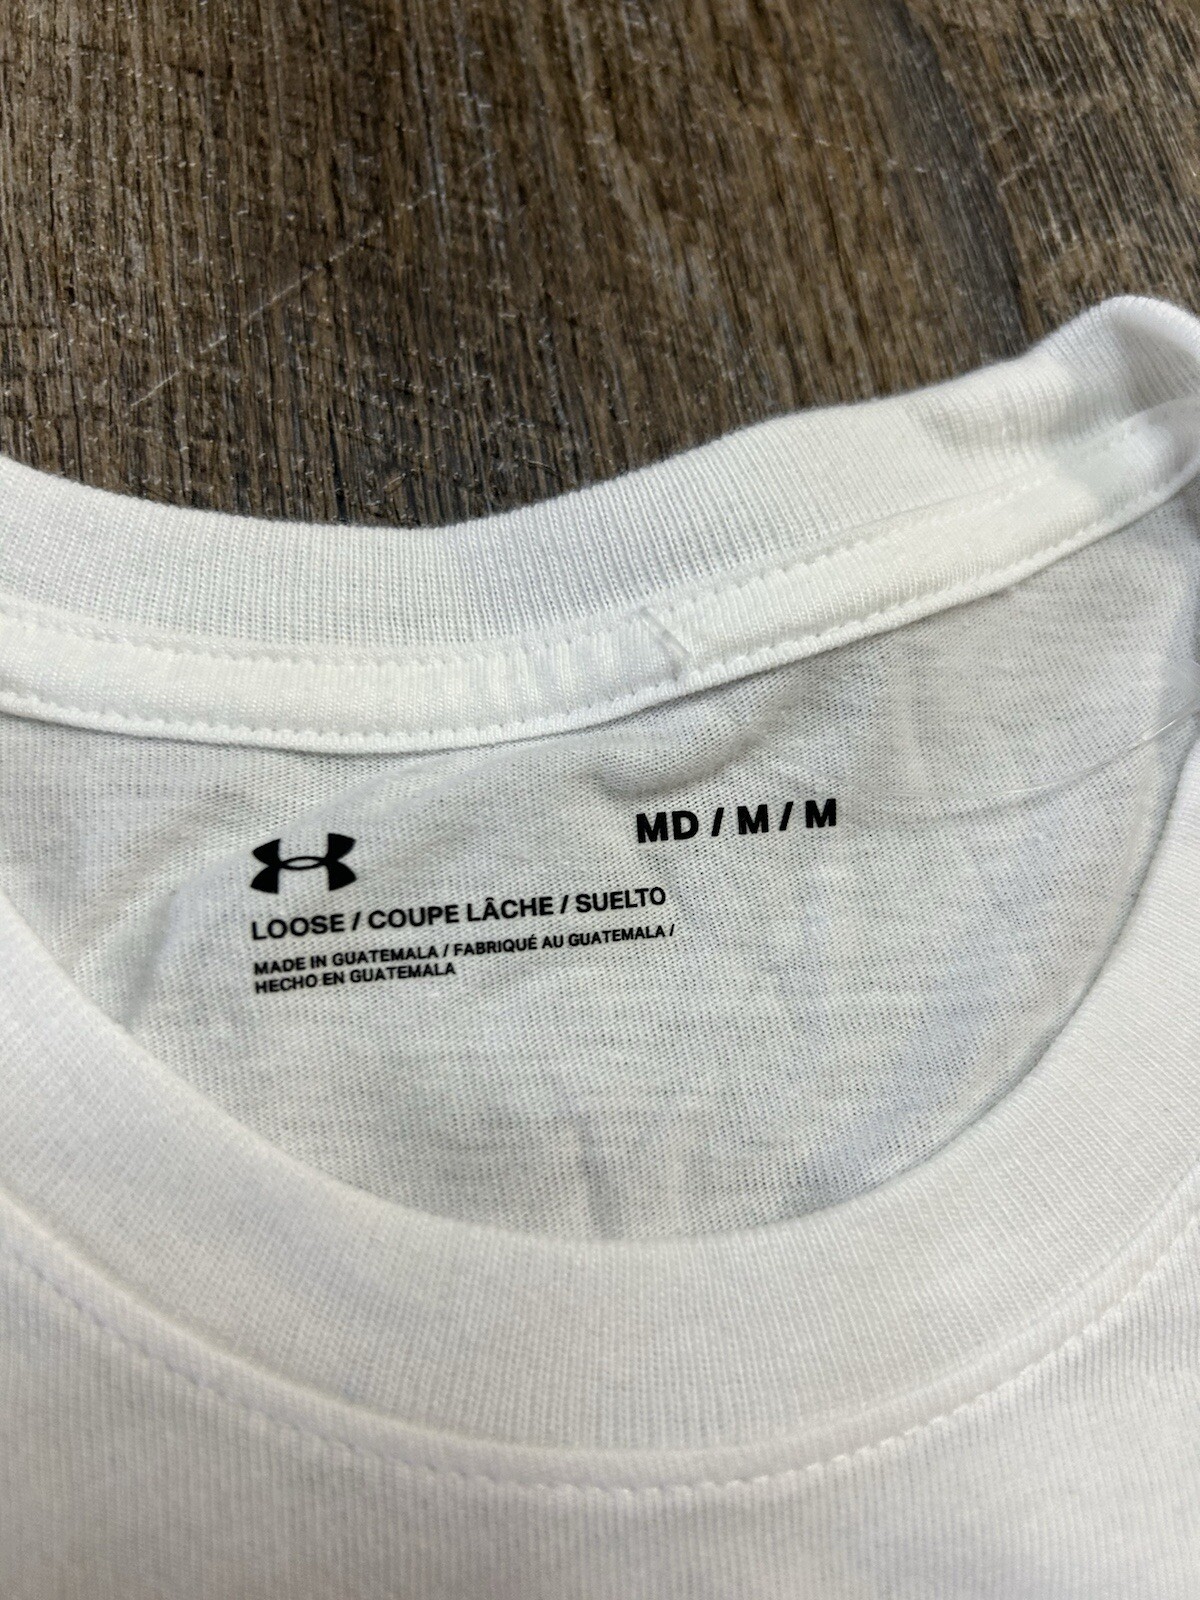 MD / M / M
LOOSE / COUPE LÂCHE / SUELTO
MADE IN GUATEMALA / FABRIQUÉ AU GUATEMALA /
HECHO EN GUATEMALA